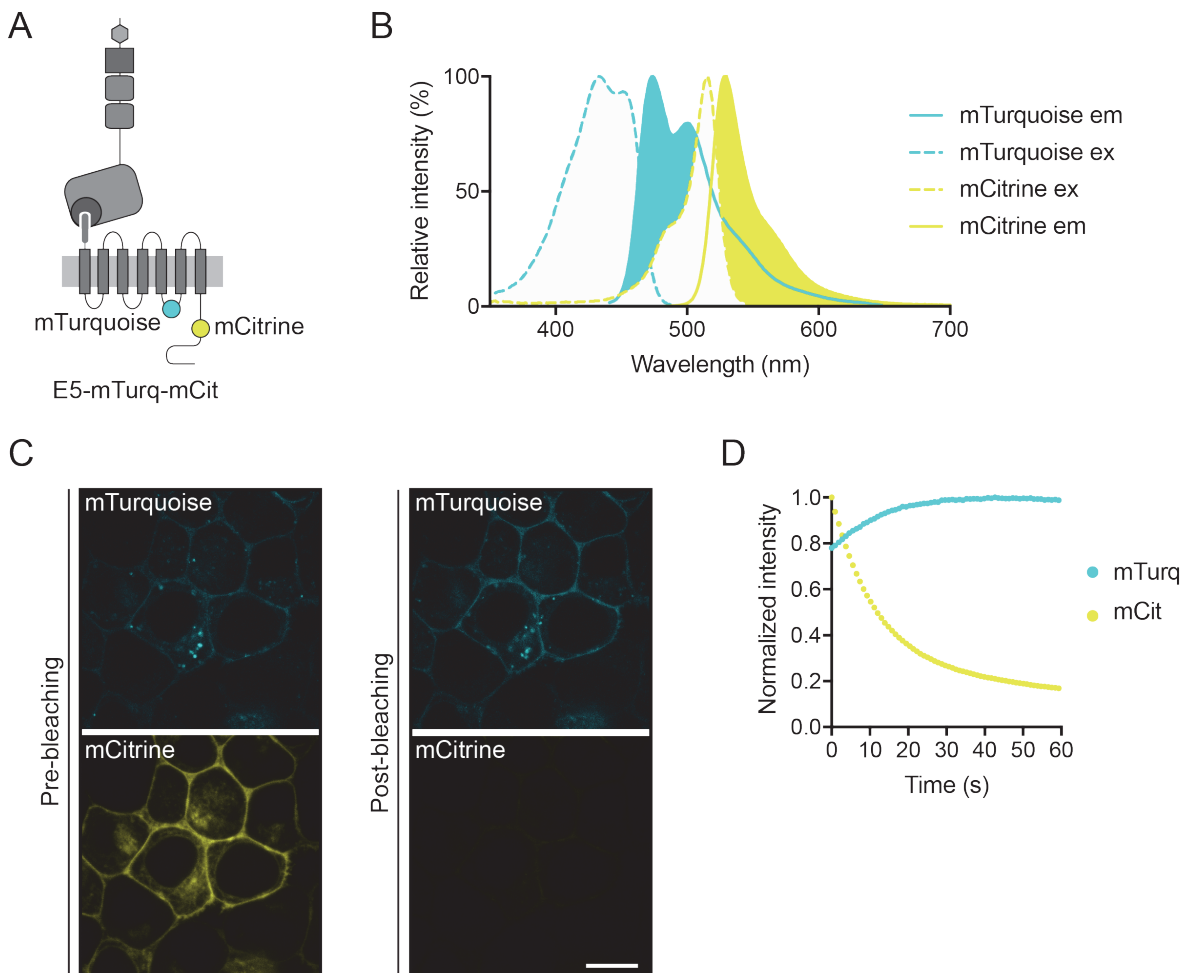 A
mTurquoise
mCitrine
E5-mTurq-mCit
B
Relative intensity (%)
100
50
0
400
500
600
700
Wavelength (nm)
mTurquoise em
mTurquoise ex
mCitrine ex
mCitrine em
C
Pre-bleaching
mTurquoise
mCitrine
Post-bleaching
mTurquoise
mCitrine
D
Normalized intensity
1.0
0.8
0.6
0.4
0.2
0.0
0
10
20
30
40
50
60
Time (s)
mTurq
mCit